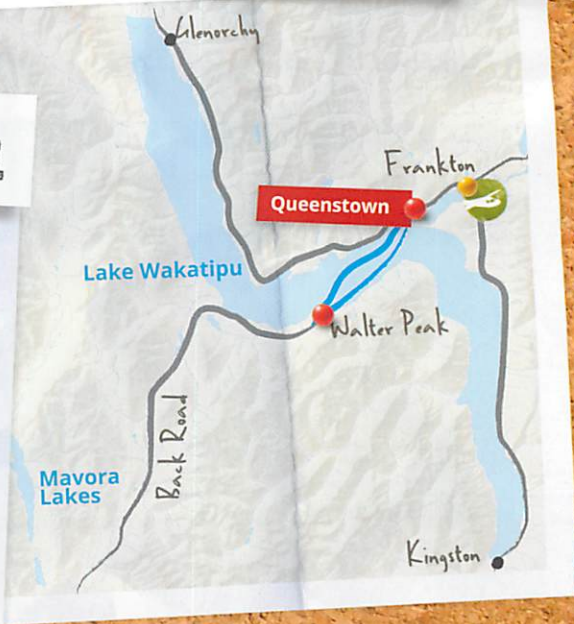 Glenorchy
Frankton
Queenstown
Lake Wakatipu
Walter Peak
Back Road
Mavora
Lakes
Kingston